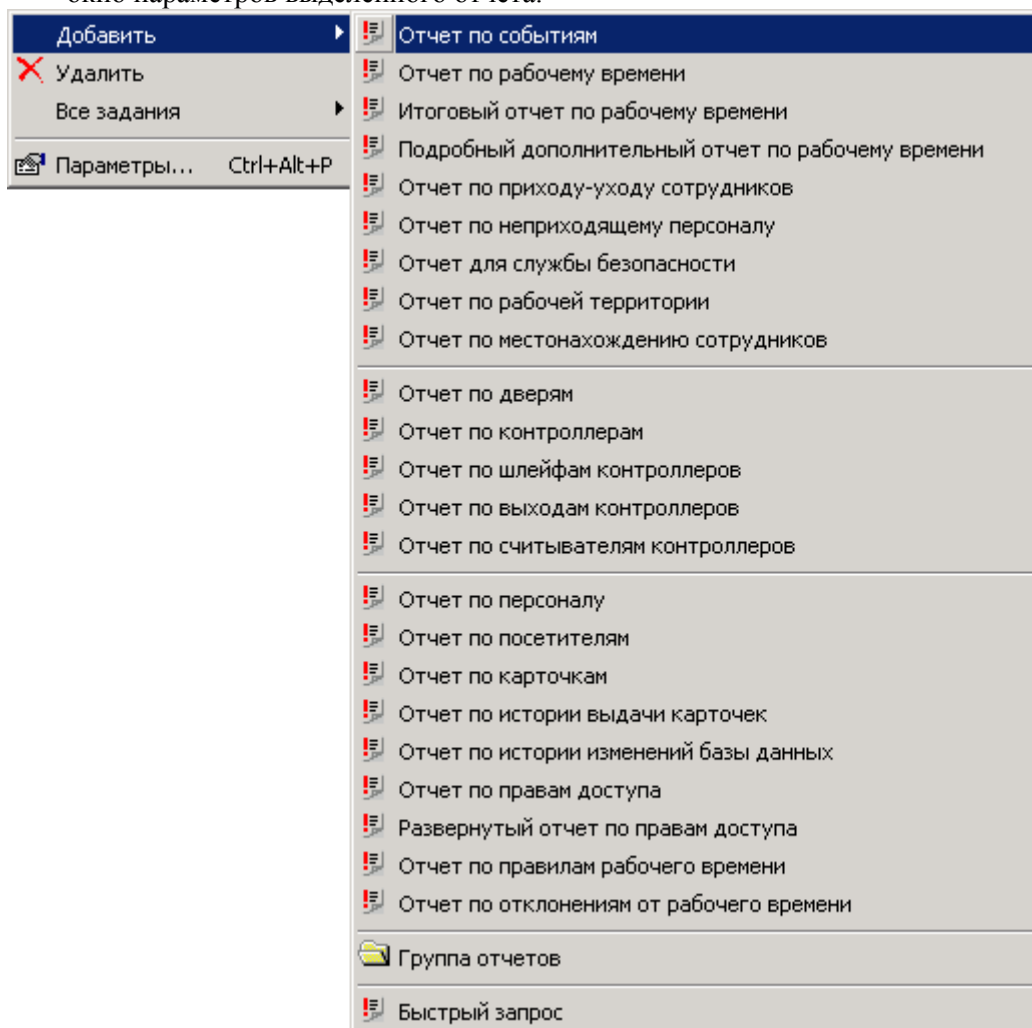 окно параметров выделенного отчета.
Добавить
Удалить
Все задания
Параметры... Ctrl+Alt+P
Отчет по событиям
Отчет по рабочему времени
Итоговый отчет по рабочему времени
Подробный дополнительный отчет по рабочему времени
Отчет по приходу-уходу сотрудников
Отчет по неприходящему персоналу
Отчет для службы безопасности
Отчет по рабочей территории
Отчет по местонахождению сотрудников
Отчет по дверям
Отчет по контроллерам
Отчет по шлейфам контроллеров
Отчет по выходам контроллеров
Отчет по считывателям контроллеров
Отчет по персоналу
Отчет по посетителям
Отчет по карточкам
Отчет по истории выдачи карточек
Отчет по истории изменений базы данных
Отчет по правам доступа
Развернутый отчет по правам доступа
Отчет по правилам рабочего времени
Отчет по отклонениям от рабочего времени
Группа отчетов
Быстрый запрос